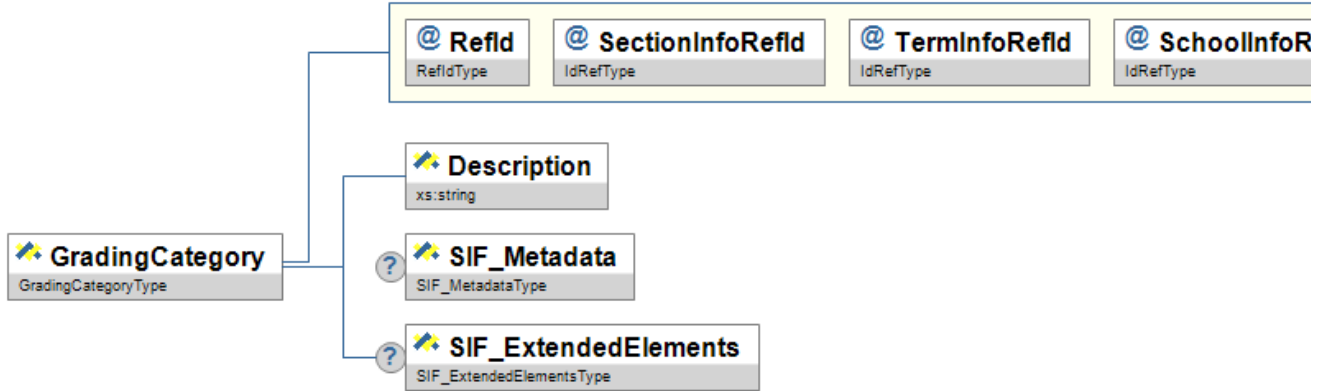 @ RefId @ SectionInfoRefId @ TermInfoRefId @ SchoolInfoR
RefIdType IdRefType IdRefType IdRefType
Description
xs:string
GradingCategory
GradingCategoryType
? SIF_Metadata
SIF_MetadataType
? SIF_ExtendedElements
SIF_ExtendedElementsType